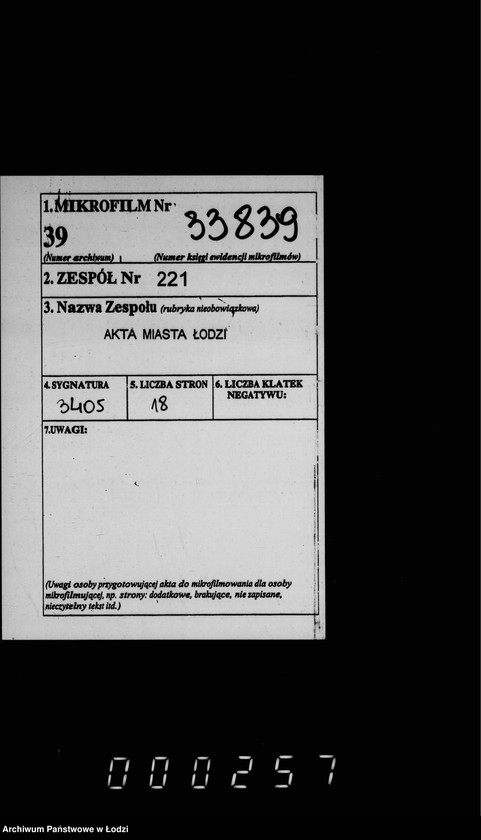 1. MIKROFILM Nr
33839
39
(Numer archiwum) (Numer księgi ewidencji mikrofilmów)
2. ZESPÓŁ Nr 221
3. Nazwa Zespołu (rubryka nieobowiązkowa)
AKTA MIASTA ŁODZI
4. SYGNATURA 5. LICZBA STRON 6. LICZBA KLATEK
NEGATYWU:
3405 18
7.UWAGI:
(Uwagi osoby przygotowującej akta do mikrofilmowania dla osoby
mikrofilmującej, np. strony: dodatkowe, brakujące, nie zapisane,
nieczytelny tekst itd.)
000257
Archiwum Państwowe w Łodzi